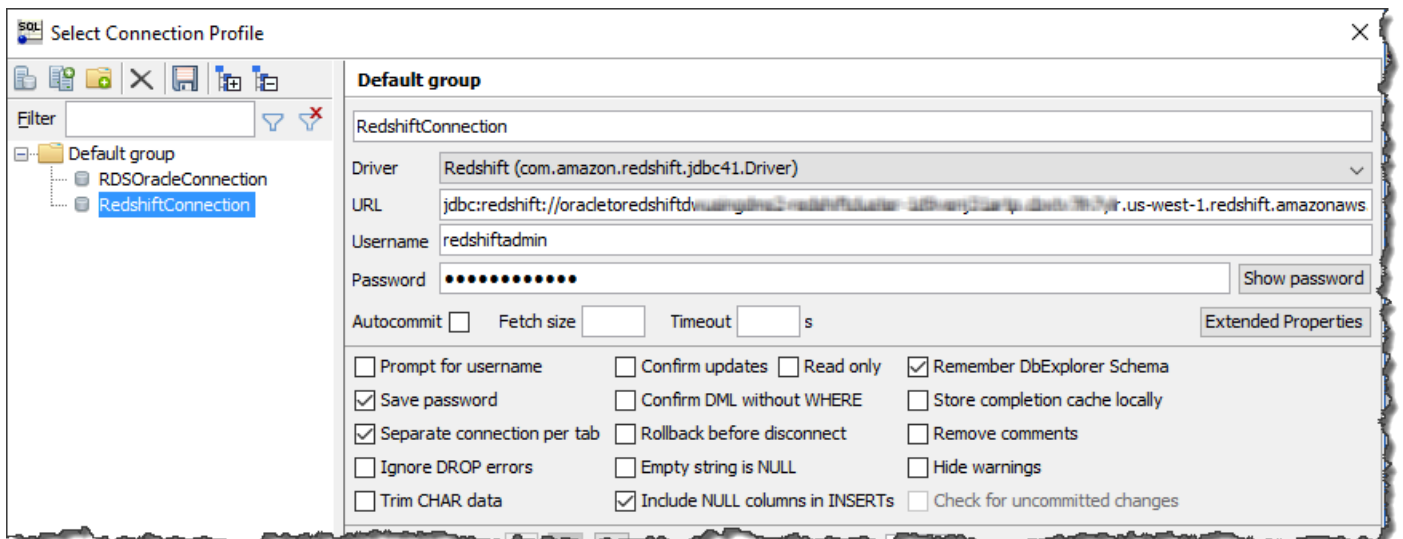 SQL
Select Connection Profile
Default group
Filter
RedshiftConnection
Default group
RDSOracleConnection
RedshiftConnection
Driver Redshift (com.amazon.redshift.jdbc41.Driver)
URL jdbc:redshift://oracletoredshiftdw r.us-west-1.redshift.amazonaws
Username redshiftadmin
Password ●●●●●●●●●●●● Show password
Autocommit Fetch size Timeout s Extended Properties
Prompt for username Confirm updates Read only Remember DbExplorer Schema
Save password Confirm DML without WHERE Store completion cache locally
Separate connection per tab Rollback before disconnect Remove comments
Ignore DROP errors Empty string is NULL Hide warnings
Trim CHAR data Include NULL columns in INSERTs Check for uncommitted changes